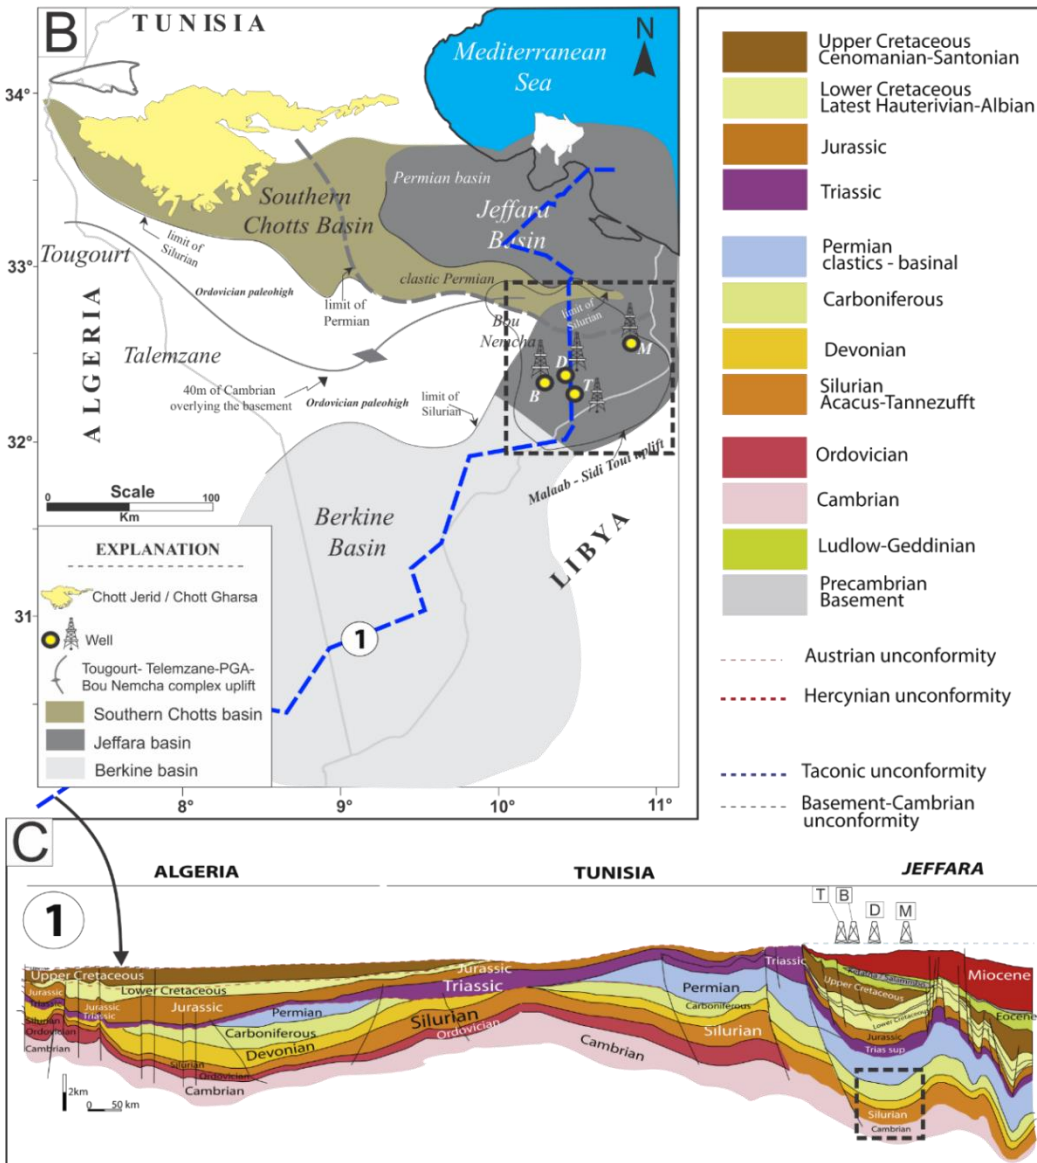 B
TUNISIA
N
Mediterranean
Sea
34°
Permian basin
Southern
Chotts Basin
Jeffara
Basin
limit of
Silurian
33°
Tougourt
clastic Permian
Ordovician paleohigh
limit of
Permian
limit of
Silurian
Bou
Nemcha
ALGERIA
Talemzane
M
D
B
T
40m of Cambrian
overlying the basement
Ordovician paleohigh
limit of
Silurian
32°
Malaab - Sidi Toui uplift
Scale
0
100
Km
LIBYA
Berkine
Basin
EXPLANATION
Chott Jerid / Chott Gharsa
31°
1
Well
Tougourt- Telemzane-PGA-
Bou Nemcha complex uplift
Southern Chotts basin
Jeffara basin
Berkine basin
8°
9°
10°
11°
Upper Cretaceous
Cenomanian-Santonian
Lower Cretaceous
Latest Hauterivian-Albian
Jurassic
Triassic
Permian
clastics - basinal
Carboniferous
Devonian
Silurian
Acacus-Tannezufft
Ordovician
Cambrian
Ludlow-Geddinian
Precambrian
Basement
Austrian unconformity
Hercynian unconformity
Taconic unconformity
Basement-Cambrian
unconformity
C
ALGERIA
TUNISIA
JEFFARA
1
T
B
D
M
Upper Cretaceous
Lower Cretaceous
Jurassic
Triassic
Silurian
Ordovician
Cambrian
Jurassic
Triassic
Jurassic
Permian
Carboniferous
Devonian
Silurian
Ordovician
Cambrian
Jurassic
Triassic
Silurian
Ordovician
Cambrian
Permian
Carboniferous
Silurian
Triassic
Upper Cretaceous
Lower Cretaceous
Jurassic
Trias sup
Silurian
Cambrian
Miocene
Eocene
2km
0 50 km